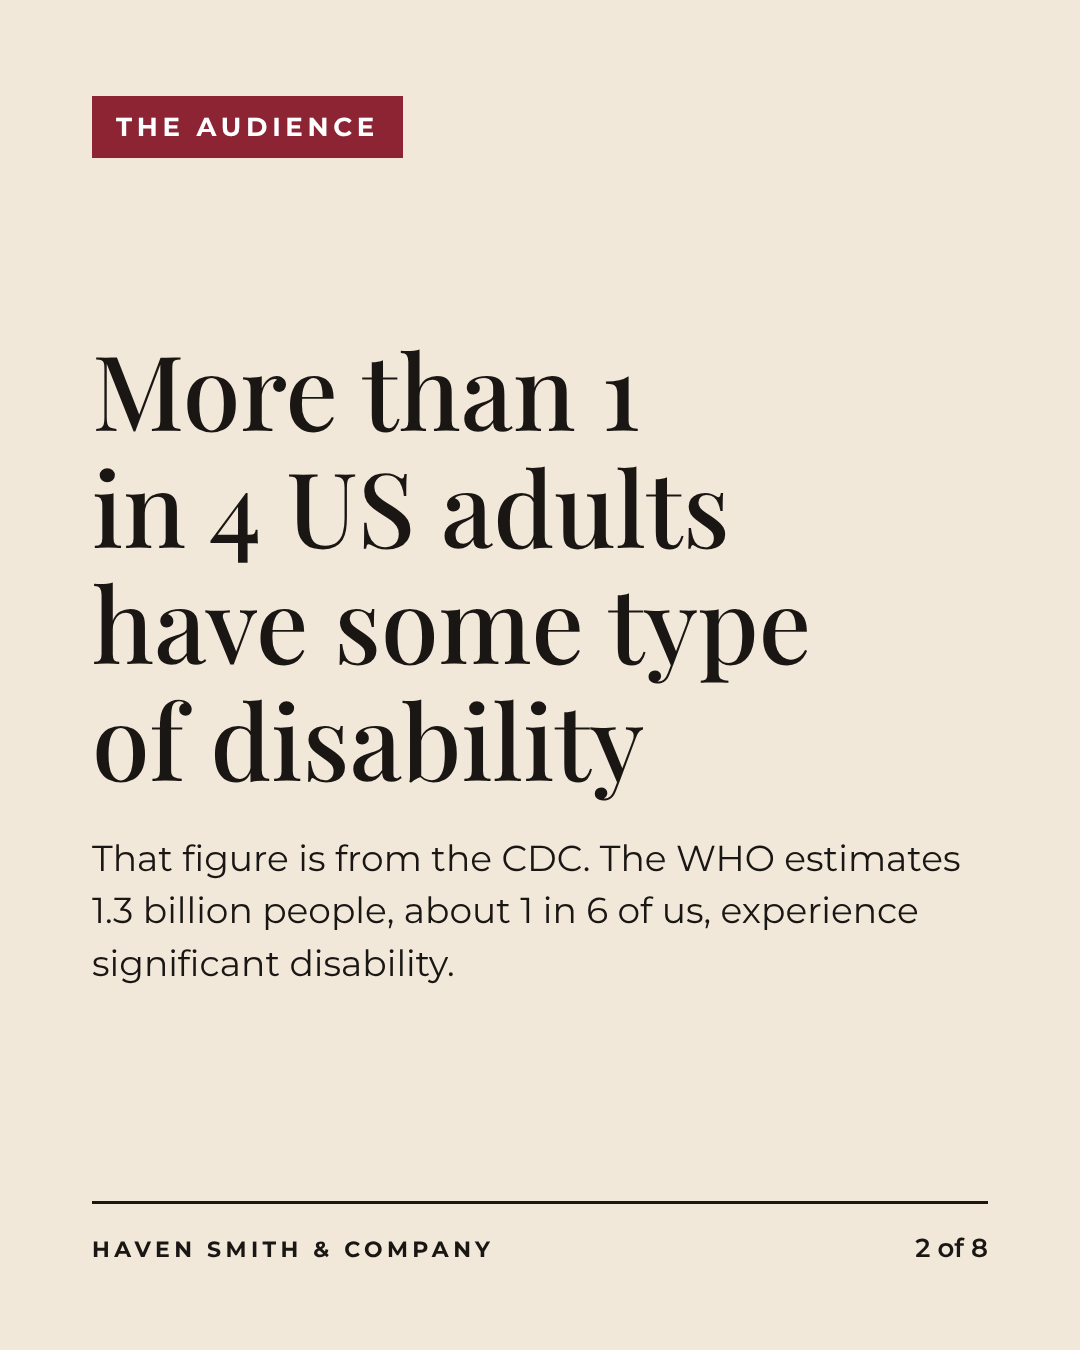 THE AUDIENCE
More than 1
in 4 US adults
have some type
of disability
That figure is from the CDC. The WHO estimates
1.3 billion people, about 1 in 6 of us, experience
significant disability.
HAVEN SMITH & COMPANY
2 of 8